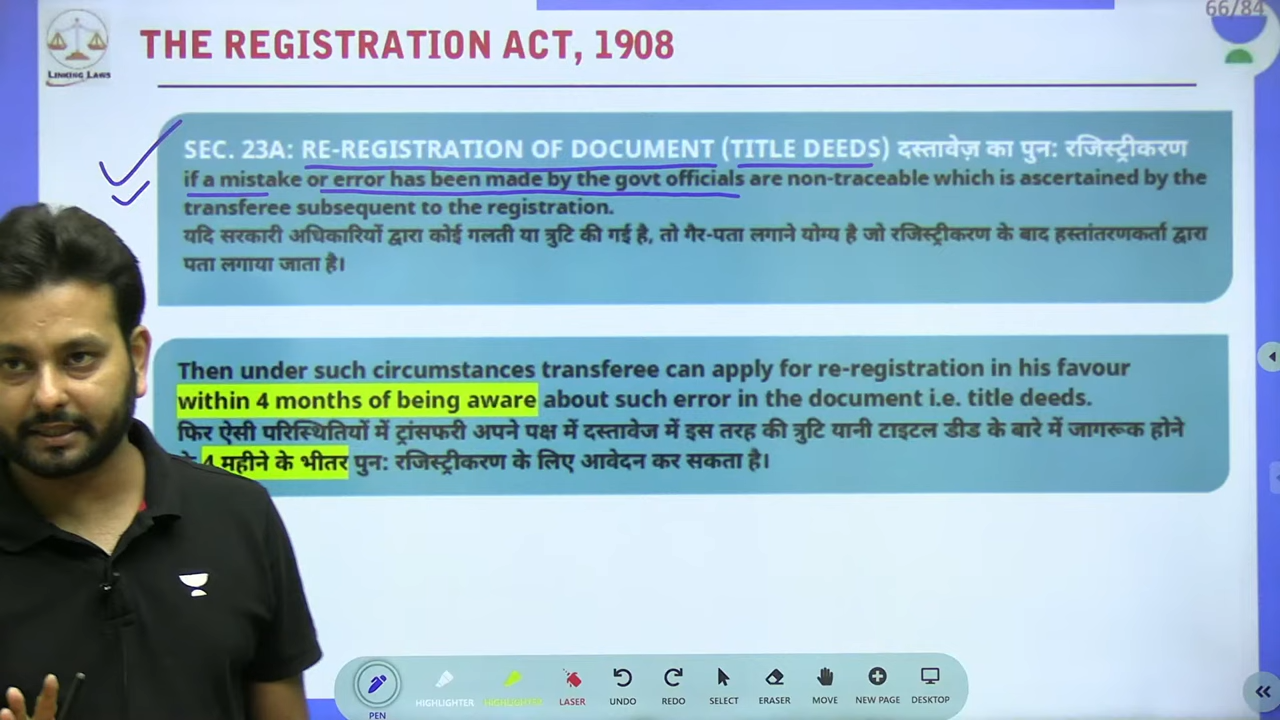 66/84
LINKING LAWS
THE REGISTRATION ACT, 1908
SEC. 23A: RE-REGISTRATION OF DOCUMENT (TITLE DEEDS) दस्तावेज़ का पुन: रजिस्ट्रीकरण
if a mistake or error has been made by the govt officials are non-traceable which is ascertained by the
transferee subsequent to the registration.
यदि सरकारी अधिकारियों द्वारा कोई गलती या त्रुटि की गई है, तो गैर-पता लगाने योग्य है जो रजिस्ट्रीकरण के बाद हस्तांतरणकर्ता द्वारा
पता लगाया जाता है।
Then under such circumstances transferee can apply for re-registration in his favour
within 4 months of being aware about such error in the document i.e. title deeds.
फिर ऐसी परिस्थितियों में ट्रांसफरी अपने पक्ष में दस्तावेज में इस तरह की त्रुटि यानी टाइटल डीड के बारे में जागरूक होने
के 4 महीने के भीतर पुन: रजिस्ट्रीकरण के लिए आवेदन कर सकता है।
PEN HIGHLIGHTER HIGHLIGHTER LASER UNDO REDO SELECT ERASER MOVE NEW PAGE DESKTOP